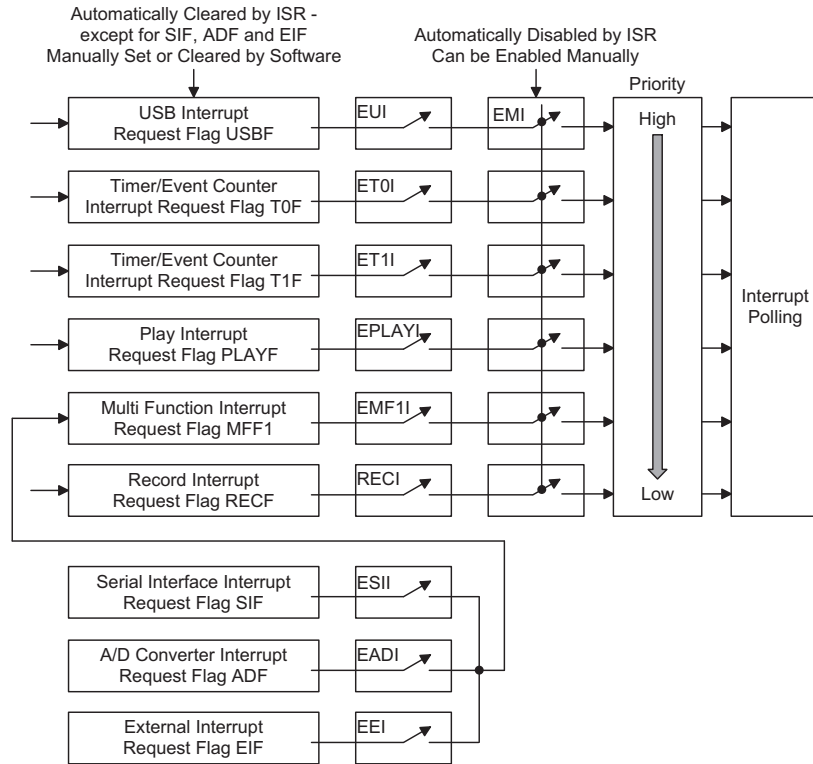 Automatically Cleared by ISR -
except for SIF, ADF and EIF
Manually Set or Cleared by Software
Automatically Disabled by ISR
Can be Enabled Manually
Priority
USB Interrupt
Request Flag USBF
EUI
EMI
High
Timer/Event Counter
Interrupt Request Flag T0F
ET0I
Timer/Event Counter
Interrupt Request Flag T1F
ET1I
Interrupt
Polling
Play Interrupt
Request Flag PLAYF
EPLAYI
Multi Function Interrupt
Request Flag MFF1
EMF1I
Record Interrupt
Request Flag RECF
RECI
Low
Serial Interface Interrupt
Request Flag SIF
ESII
A/D Converter Interrupt
Request Flag ADF
EADI
External Interrupt
Request Flag EIF
EEI